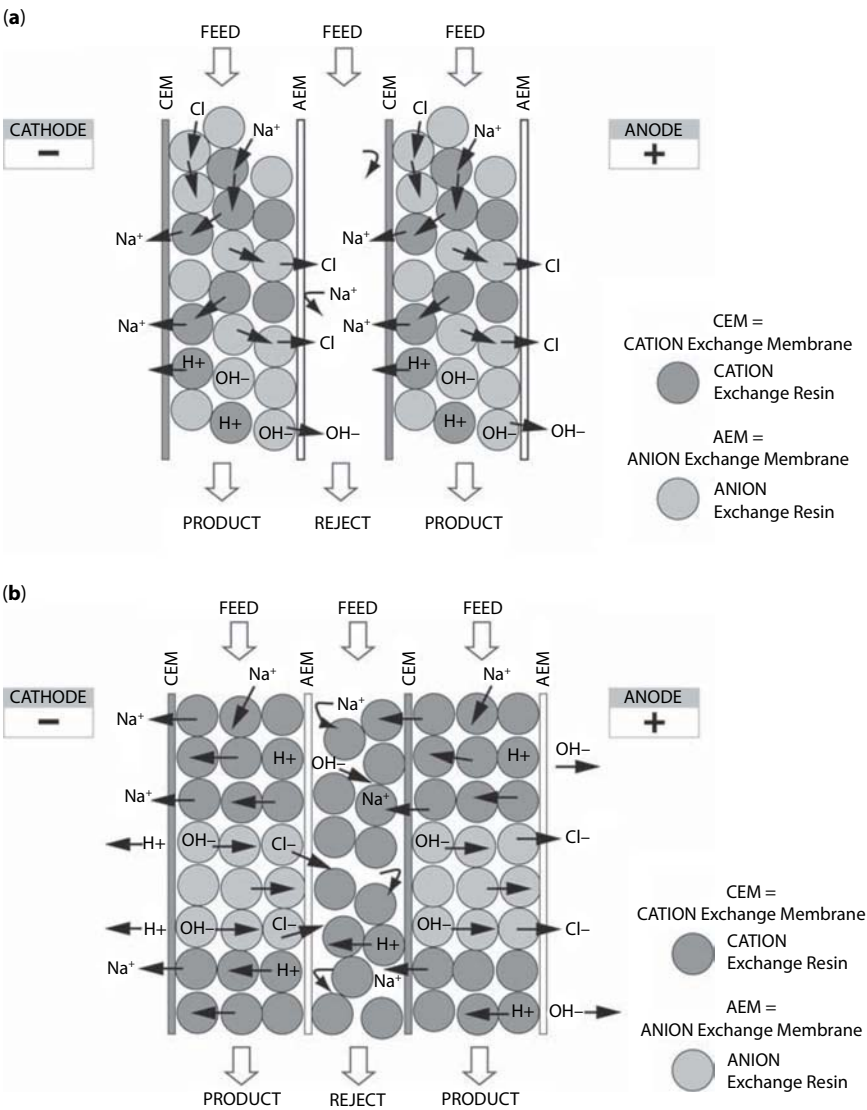 (a)
FEED FEED FEED
CEM AEM CEM AEM
CATHODE
−
ANODE
+
Cl Na⁺ Cl Na⁺
Na⁺ Na⁺
Cl Cl
Na⁺
Na⁺ Na⁺
Cl Cl
H+ OH− H+ OH−
H+ OH− OH− H+ OH− OH−
PRODUCT REJECT PRODUCT
CEM =
CATION Exchange Membrane
CATION
Exchange Resin
AEM =
ANION Exchange Membrane
ANION
Exchange Resin
(b)
FEED FEED FEED
CEM AEM CEM AEM
CATHODE
−
ANODE
+
Na⁺ Na⁺
Na⁺ Na⁺
H+ OH− H+ OH−
Na⁺ Na⁺
H+ OH− Cl− OH− Cl−
H+ OH− Cl− OH− Cl−
H+
Na⁺ H+ Na⁺
H+ OH−
PRODUCT REJECT PRODUCT
CEM =
CATION Exchange Membrane
CATION
Exchange Resin
AEM =
ANION Exchange Membrane
ANION
Exchange Resin